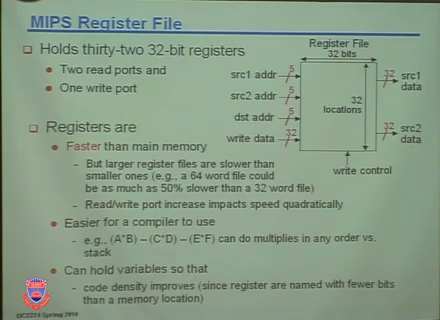 MIPS Register File
Holds thirty-two 32-bit registers
Two read ports and
One write port
Register File
32 bits
src1 addr 5
src2 addr 5
dst addr 5
write data 32
32 locations
32 src1 data
32 src2 data
write control
Registers are
Faster than main memory
- But larger register files are slower than
smaller ones (e.g., a 64 word file could
be as much as 50% slower than a 32 word file)
- Read/write port increase impacts speed quadratically
Easier for a compiler to use
- e.g., (A*B) – (C*D) – (E*F) can do multiplies in any order vs.
stack
Can hold variables so that
- code density improves (since register are named with fewer bits
than a memory location)
Spring 2010